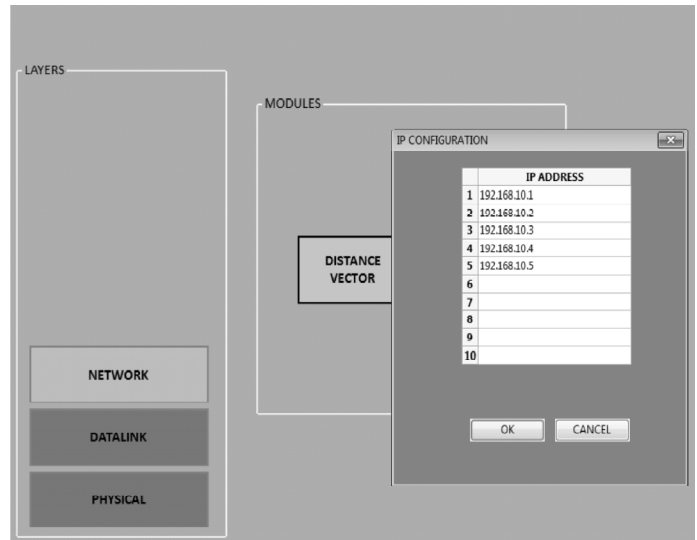 LAYERS
MODULES
IP CONFIGURATION
IP ADDRESS
1 192.168.10.1
2 192.168.10.2
3 192.168.10.3
4 192.168.10.4
5 192.168.10.5
6
7
8
9
10
DISTANCE
VECTOR
NETWORK
DATALINK
PHYSICAL
OK
CANCEL